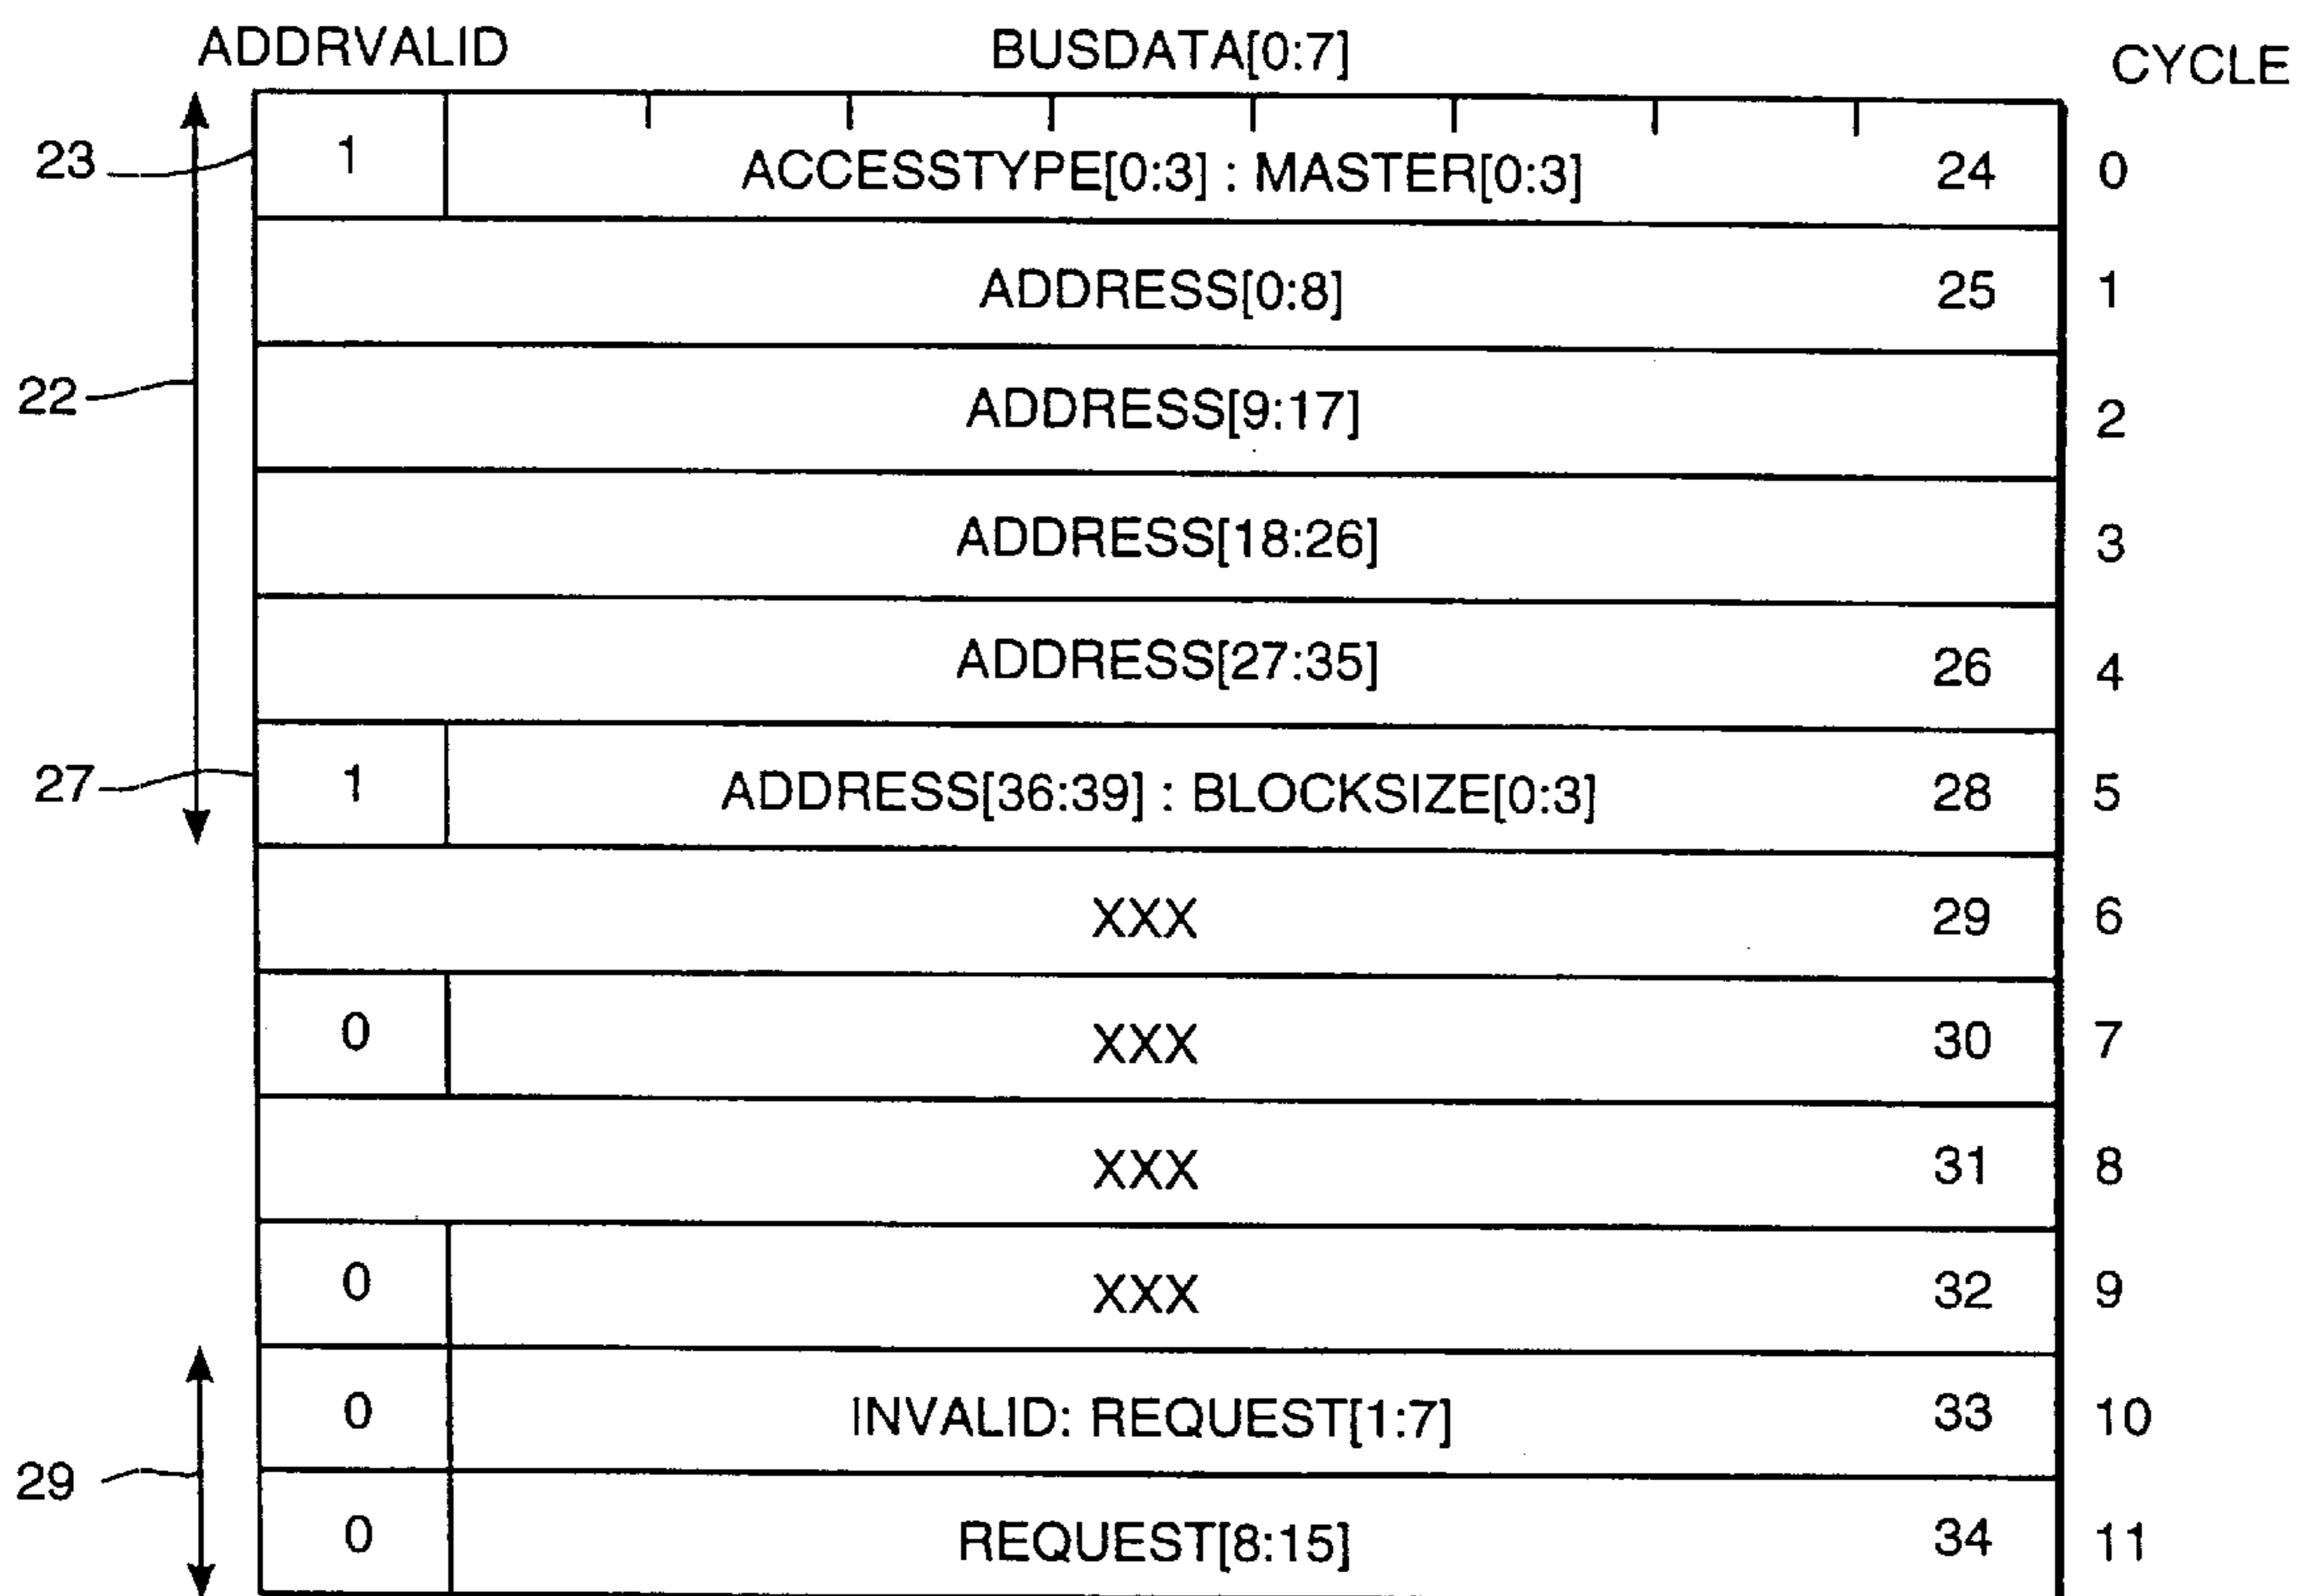 ADDRVALID BUSDATA[0:7] CYCLE
23 1 ACCESSTYPE[0:3] : MASTER[0:3] 24 0
ADDRESS[0:8] 25 1
22 ADDRESS[9:17] 2
ADDRESS[18:26] 3
ADDRESS[27:35] 26 4
27 1 ADDRESS[36:39] : BLOCKSIZE[0:3] 28 5
XXX 29 6
0 XXX 30 7
XXX 31 8
0 XXX 32 9
0 INVALID: REQUEST[1:7] 33 10
29 0 REQUEST[8:15] 34 11